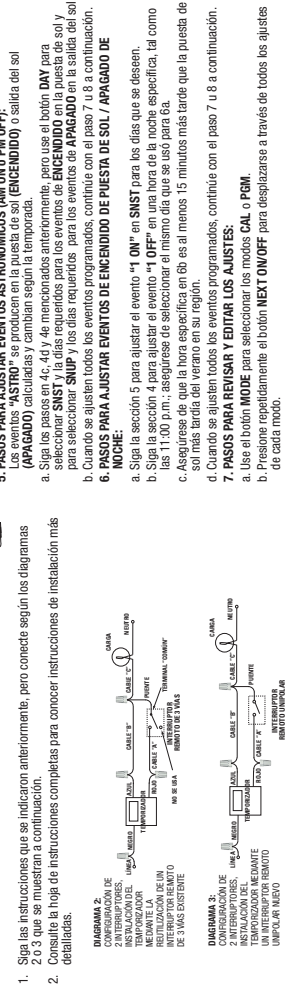 1. Siga las instrucciones que se indicaron anteriormente, pero conecte según los diagramas
2 o 3 que se muestran a continuación.
2. Consulte la hoja de instrucciones completas para conocer instrucciones de instalación más
detalladas.
DIAGRAMA 2:
CONFIGURACIÓN DE
2 INTERRUPTORES,
INSTALACIÓN DEL
TEMPORIZADOR
MEDIANTE LA
REUTILIZACIÓN DE UN
INTERRUPTOR REMOTO
DE 3 VÍAS EXISTENTE
LÍNEA
NEGRO
AZUL
TEMPORIZADOR
ROJO
CABLE "B"
CABLE "A"
NO SE USA
CABLE "C"
PUENTE
CARGA
NEUTRO
TERMINAL "COMÚN"
INTERRUPTOR
REMOTO DE 3 VÍAS
DIAGRAMA 3:
CONFIGURACIÓN DE
2 INTERRUPTORES,
INSTALACIÓN DEL
TEMPORIZADOR MEDIANTE
UN INTERRUPTOR REMOTO
UNIPOLAR NUEVO
LÍNEA
NEGRO
AZUL
TEMPORIZADOR
ROJO
CABLE "B"
CABLE "A"
CABLE "C"
PUENTE
CARGA
NEUTRO
INTERRUPTOR
REMOTO UNIPOLAR
5. PASOS PARA AJUSTAR EVENTOS ASTRONÓMICOS (AM ON O PM OFF):
Los eventos "ASTRO" se producen en la puesta de sol (ENCENDIDO) o salida del sol
(APAGADO) calculadas y cambian según la temporada.
a. Siga los pasos en 4c, 4d y 4e mencionados anteriormente, pero use el botón DAY para
seleccionar SNST y la días requeridos para los eventos de ENCENDIDO en la puesta de sol y
para seleccionar SNUP y los días requeridos para los eventos de APAGADO en la salida del sol
b. Cuando se ajusten todos los eventos programados, continúe con el paso 7 u 8 a continuación.
6. PASOS PARA AJUSTAR EVENTOS DE ENCENDIDO DE PUESTA DE SOL / APAGADO DE
NOCHE:
a. Siga la sección 5 para ajustar el evento "1 ON" en SNST para los días que se deseen.
b. Siga la sección 4 para ajustar el evento "1 OFF" en una hora de la noche específica, tal como
las 11:00 p.m.; asegúrese de seleccionar el mismo día que se usó para 6a.
c. Asegúrese de que la hora específica en 6b es al menos 15 minutos más tarde que la puesta de
sol más tardía del verano en su región.
d. Cuando se ajusten todos los eventos programados, continúe con el paso 7 u 8 a continuación.
7. PASOS PARA REVISAR Y EDITAR LOS AJUSTES:
a. Use el botón MODE para seleccionar los modos CAL o PGM.
b. Presione repetidamente el botón NEXT ON/OFF para desplazarse a través de todos los ajustes
de cada modo.